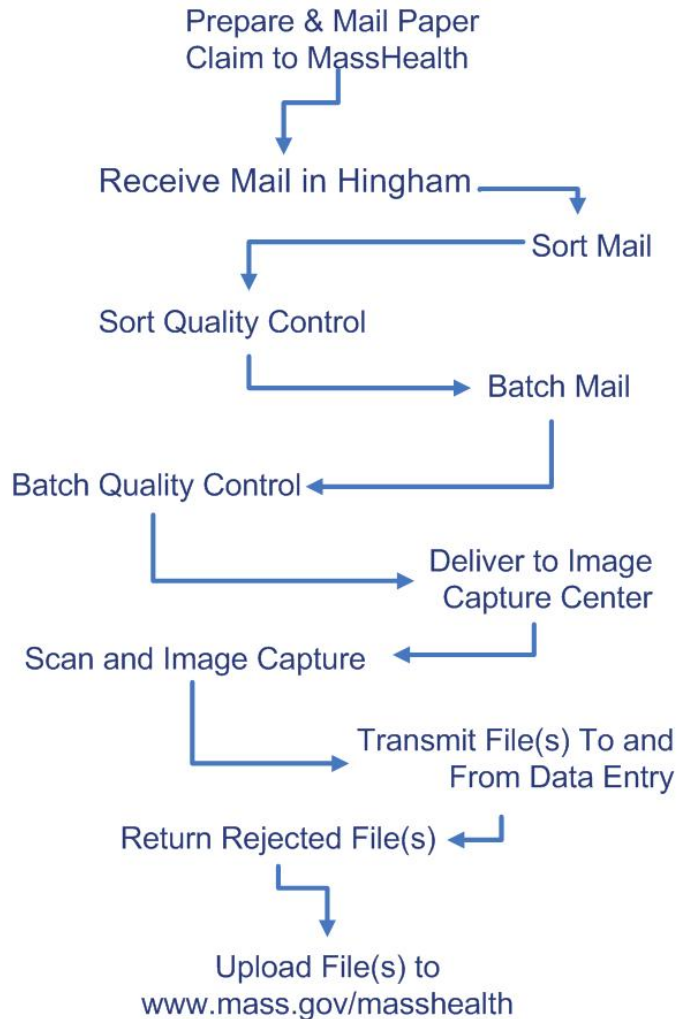 Prepare & Mail Paper
Claim to MassHealth
Receive Mail in Hingham
Sort Mail
Sort Quality Control
Batch Mail
Batch Quality Control
Deliver to Image
Capture Center
Scan and Image Capture
Transmit File(s) To and
From Data Entry
Return Rejected File(s)
Upload File(s) to
www.mass.gov/masshealth